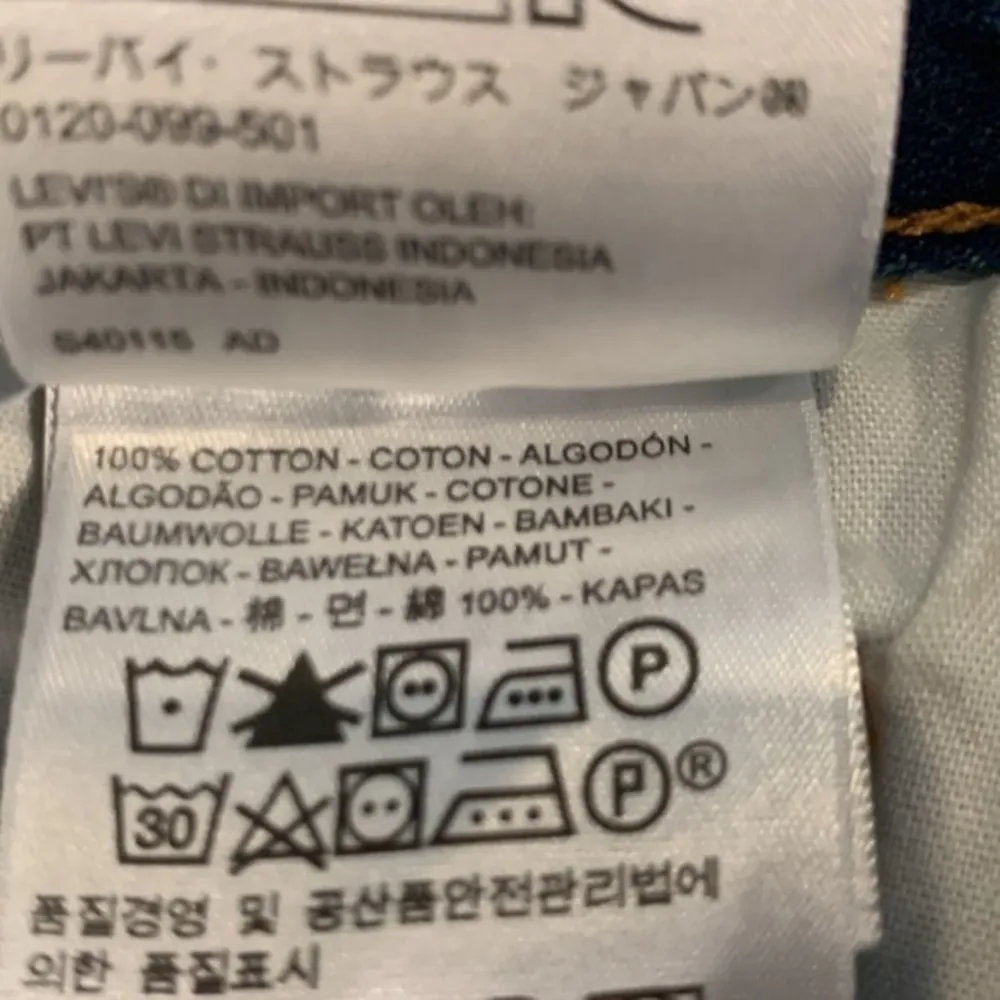 リーバイ・ストラウス ジャパン㈱
0120-099-501
LEVI'S® DI IMPORT OLEH:
PT LEVI STRAUSS INDONESIA
JAKARTA - INDONESIA
S40115 AD
100% COTTON - COTON - ALGODÓN -
ALGODÃO - PAMUK - COTONE -
BAUMWOLLE - KATOEN - BAMBAKI -
ХЛОПОК - BAWEŁNA - PAMUT -
BAVLNA - 棉 - 면 - 綿 100% - KAPAS
P
30 P ®
품질경영 및 공산품안전관리법에
의한 품질표시